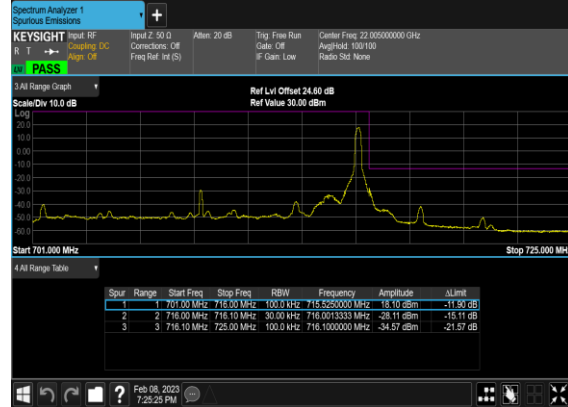 Spectrum Analyzer 1
Spurious Emissions
KEYSIGHT Input: RF Input Z: 50 Ω Atten: 20 dB Trig: Free Run Center Freq: 22.005000000 GHz
R T Coupling: DC Corrections: Off Gate: Off Avg|Hold: 100/100
Align: Off Freq Ref: Int (S) IF Gain: Low Radio Std: None
PASS
3 All Range Graph
Scale/Div 10.0 dB
Ref Lvl Offset 24.60 dB
Ref Value 30.00 dBm
Log
20.0
10.0
0.00
-10.0
-20.0
-30.0
-40.0
-50.0
-60.0
Start 701.000 MHz Stop 725.000 MHz
4 All Range Table
Spur Range Start Freq Stop Freq RBW Frequency Amplitude ΔLimit
1 1 701.00 MHz 716.00 MHz 100.0 kHz 715.5250000 MHz 18.10 dBm -11.90 dB
2 2 716.00 MHz 716.10 MHz 30.00 kHz 716.0013333 MHz -28.11 dBm -15.11 dB
3 3 716.10 MHz 725.00 MHz 100.0 kHz 716.1000000 MHz -34.57 dBm -21.57 dB
Feb 08, 2023
7:25:25 PM